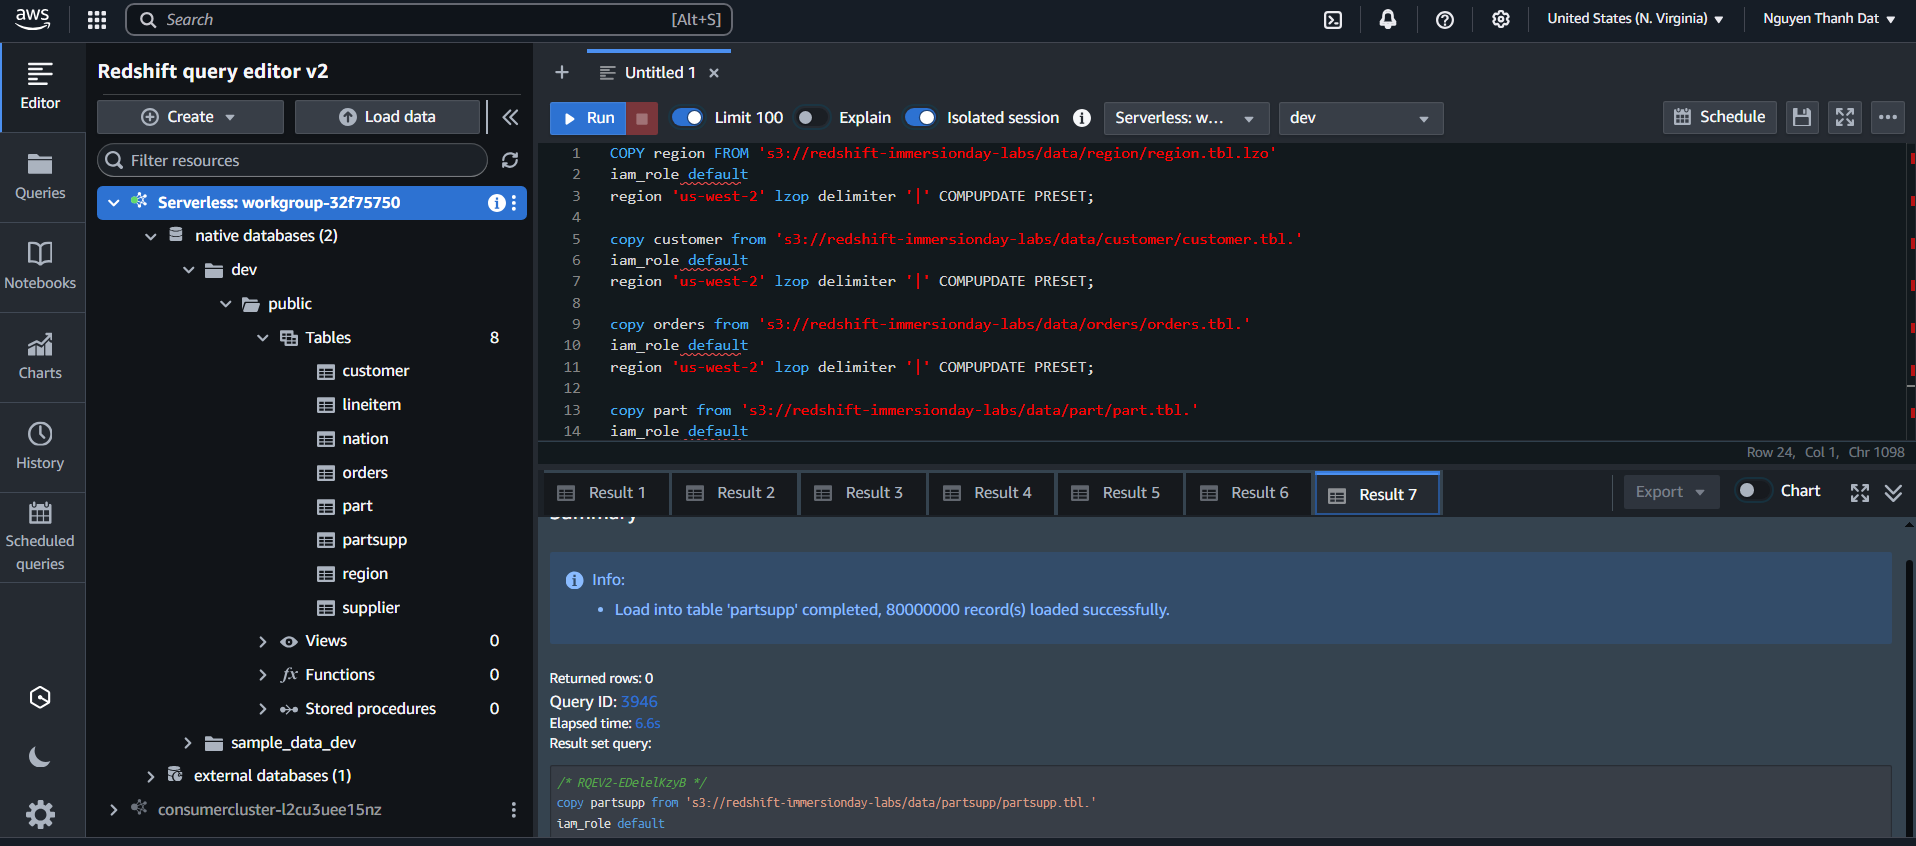 aws
Search
[Alt+S]
United States (N. Virginia)
Nguyen Thanh Dat
Editor
Queries
Notebooks
Charts
History
Scheduled
queries
Redshift query editor v2
Create
Load data
Filter resources
Serverless: workgroup-32f75750
native databases (2)
dev
public
Tables 8
customer
lineitem
nation
orders
part
partsupp
region
supplier
Views 0
Functions 0
Stored procedures 0
sample_data_dev
external databases (1)
consumercluster-l2cu3uee15nz
Untitled 1
Run
Limit 100
Explain
Isolated session
Serverless: w...
dev
Schedule
1 COPY region FROM 's3://redshift-immersionday-labs/data/region/region.tbl.lzo'
2 iam_role default
3 region 'us-west-2' lzop delimiter '|' COMPUPDATE PRESET;
4
5 copy customer from 's3://redshift-immersionday-labs/data/customer/customer.tbl.'
6 iam_role default
7 region 'us-west-2' lzop delimiter '|' COMPUPDATE PRESET;
8
9 copy orders from 's3://redshift-immersionday-labs/data/orders/orders.tbl.'
10 iam_role default
11 region 'us-west-2' lzop delimiter '|' COMPUPDATE PRESET;
12
13 copy part from 's3://redshift-immersionday-labs/data/part/part.tbl.'
14 iam_role default
Row 24, Col 1, Chr 1098
Result 1
Result 2
Result 3
Result 4
Result 5
Result 6
Result 7
Export
Chart
Summary
Info:
• Load into table 'partsupp' completed, 80000000 record(s) loaded successfully.
Returned rows: 0
Query ID: 3946
Elapsed time: 6.6s
Result set query:
/* RQEV2-EDelelKzyB */
copy partsupp from 's3://redshift-immersionday-labs/data/partsupp/partsupp.tbl.'
iam_role default